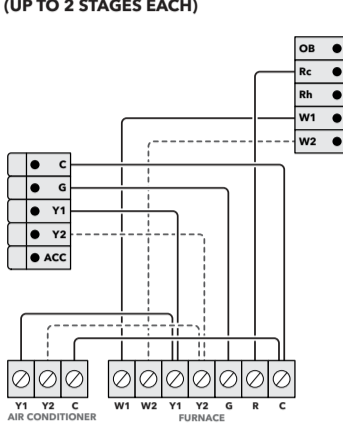 (UP TO 2 STAGES EACH)
OB
Rc
Rh
W1
W2
C
G
Y1
Y2
ACC
Y1 Y2 C W1 W2 Y1 Y2 G R C
AIR CONDITIONER FURNACE